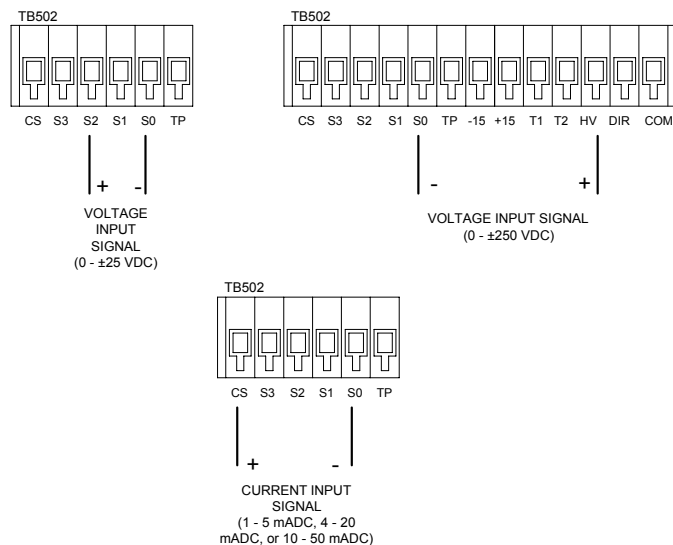 TB502
CS S3 S2 S1 S0 TP
+ -
VOLTAGE
INPUT
SIGNAL
(0 - ±25 VDC)
TB502
CS S3 S2 S1 S0 TP -15 +15 T1 T2 HV DIR COM
- +
VOLTAGE INPUT SIGNAL
(0 - ±250 VDC)
TB502
CS S3 S2 S1 S0 TP
+ -
CURRENT INPUT
SIGNAL
(1 - 5 mADC, 4 - 20
mADC, or 10 - 50 mADC)